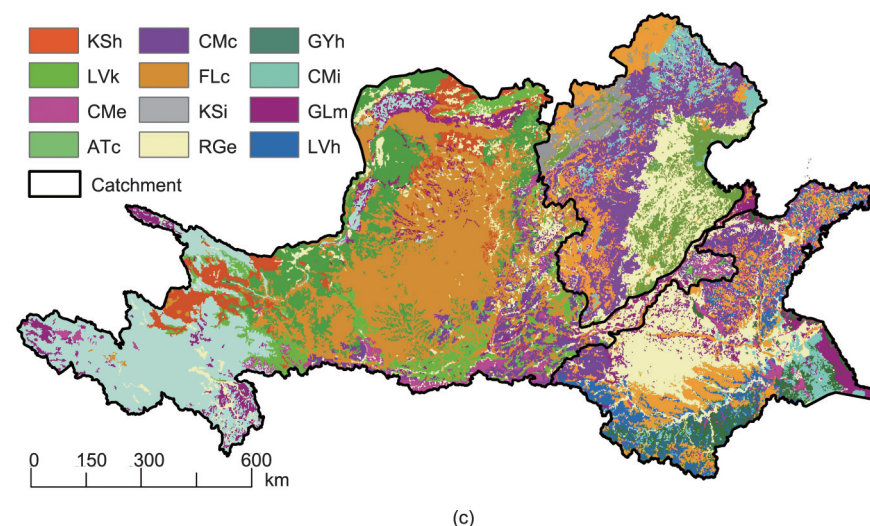 KSh CMc GYh
LVk FLc CMi
CMe KSi GLm
ATc RGe LVh
Catchment
0 150 300 600
km
(c)